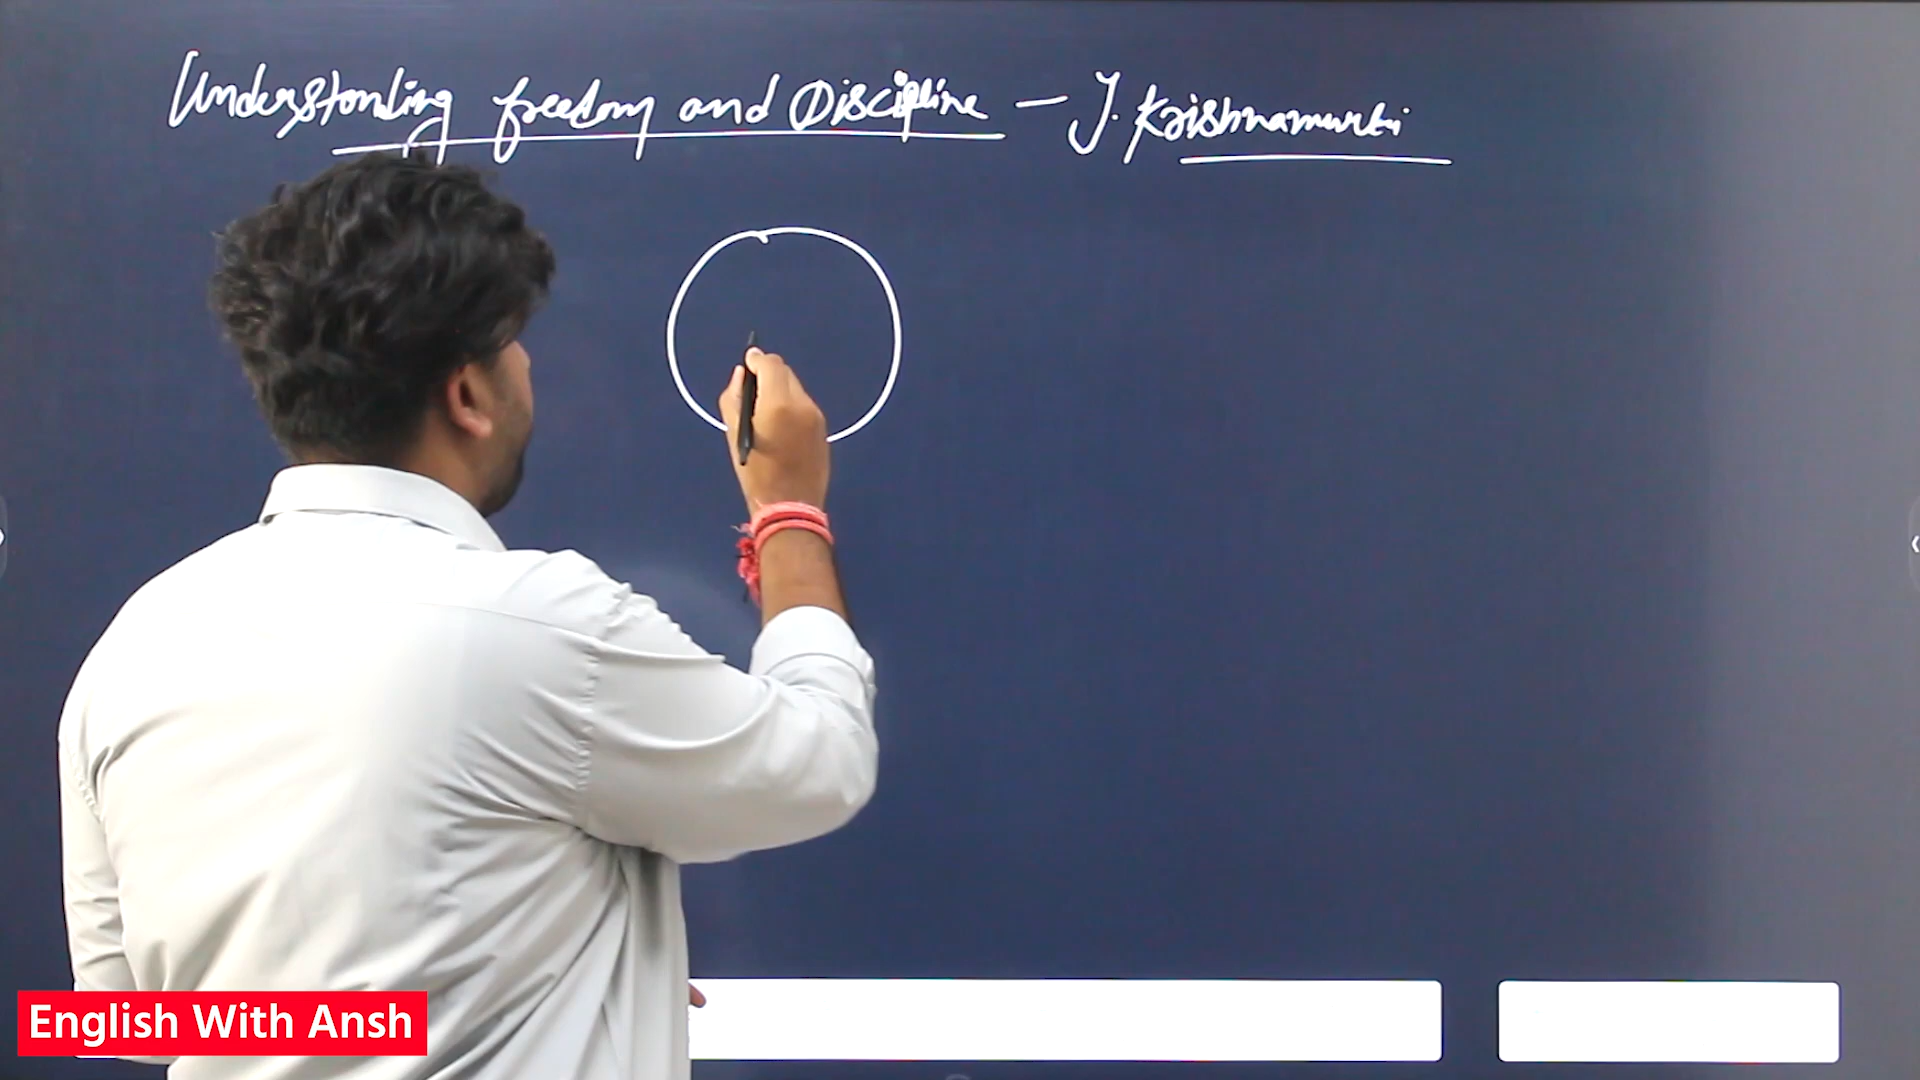 Understanding freedom and Discipline — J. Krishnamurti
English With Ansh